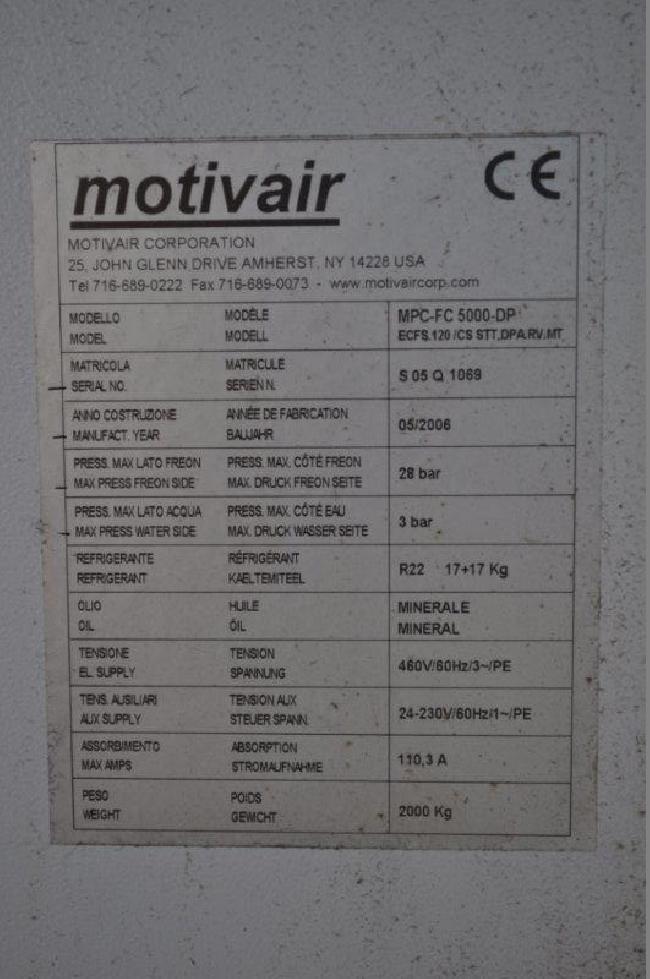 motivair CE
MOTIVAIR CORPORATION
25, JOHN GLENN DRIVE AMHERST, NY 14228 USA
Tel 716-689-0222 Fax 716-689-0073 - www.motivaircorp.com
MODELLO MODÈLE MPC-FC 5000-DP
MODEL MODELL ECFS.120 /CS STT,DPA,RV,MT
MATRICOLA MATRICULE
SERIAL NO. SERIEN N. S 05 Q 1069
ANNO COSTRUZIONE ANNÉE DE FABRICATION
MANUFACT. YEAR BAUJAHR 05/2006
PRESS. MAX LATO FREON PRESS. MAX. CÔTÉ FREON
MAX PRESS FREON SIDE MAX. DRUCK FREON SEITE 28 bar
PRESS. MAX LATO ACQUA PRESS. MAX. CÔTÉ EAU
MAX PRESS WATER SIDE MAX. DRUCK WASSER SEITE 3 bar
REFRIGERANTE RÉFRIGÉRANT
REFRIGERANT KAELTEMITEEL R22 17+17 Kg
OLIO HUILE MINERALE
OIL ÖIL MINERAL
TENSIONE TENSION
EL. SUPPLY SPANNUNG 460V/60Hz/3~/PE
TENS. AUSILIARI TENSION AUX
AUX SUPPLY STEUER SPANN. 24-230V/60Hz/1~/PE
ASSORBIMENTO ABSORPTION
MAX AMPS STROMAUFNAHME 110,3 A
PESO POIDS
WEIGHT GEWICHT 2000 Kg